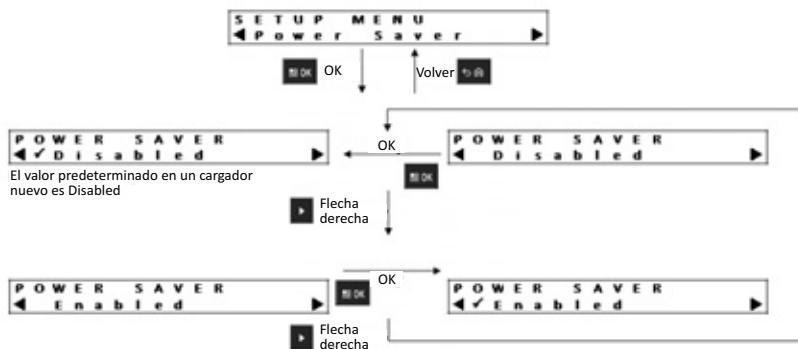 SETUP MENU
◀ Power Saver ▶
OK OK
Volver
POWER SAVER
◀ ✓ Disabled ▶
OK
POWER SAVER
◀ Disabled ▶
El valor predeterminado en un cargador
nuevo es Disabled
OK
Flecha
derecha
POWER SAVER
◀ Enabled ▶
OK
OK
POWER SAVER
◀ ✓ Enabled ▶
Flecha
derecha